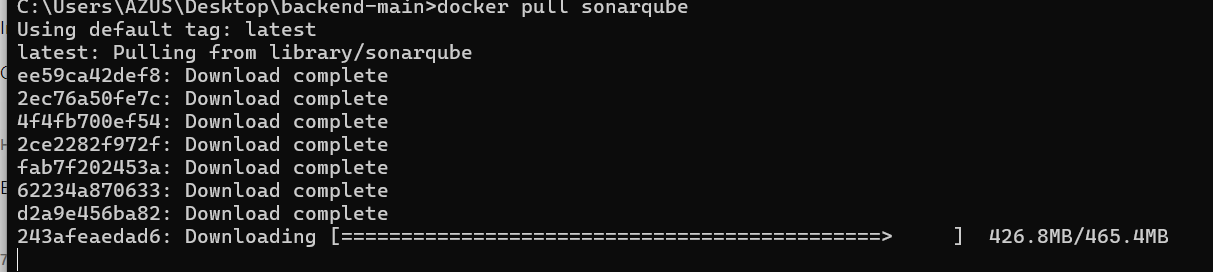 C:\Users\AZUS\Desktop\backend-main>docker pull sonarqube
Using default tag: latest
latest: Pulling from library/sonarqube
ee59ca42def8: Download complete
2ec76a50fe7c: Download complete
4f4fb700ef54: Download complete
2ce2282f972f: Download complete
fab7f202453a: Download complete
62234a870633: Download complete
d2a9e456ba82: Download complete
243afeaedad6: Downloading [=============================================>     ]  426.8MB/465.4MB